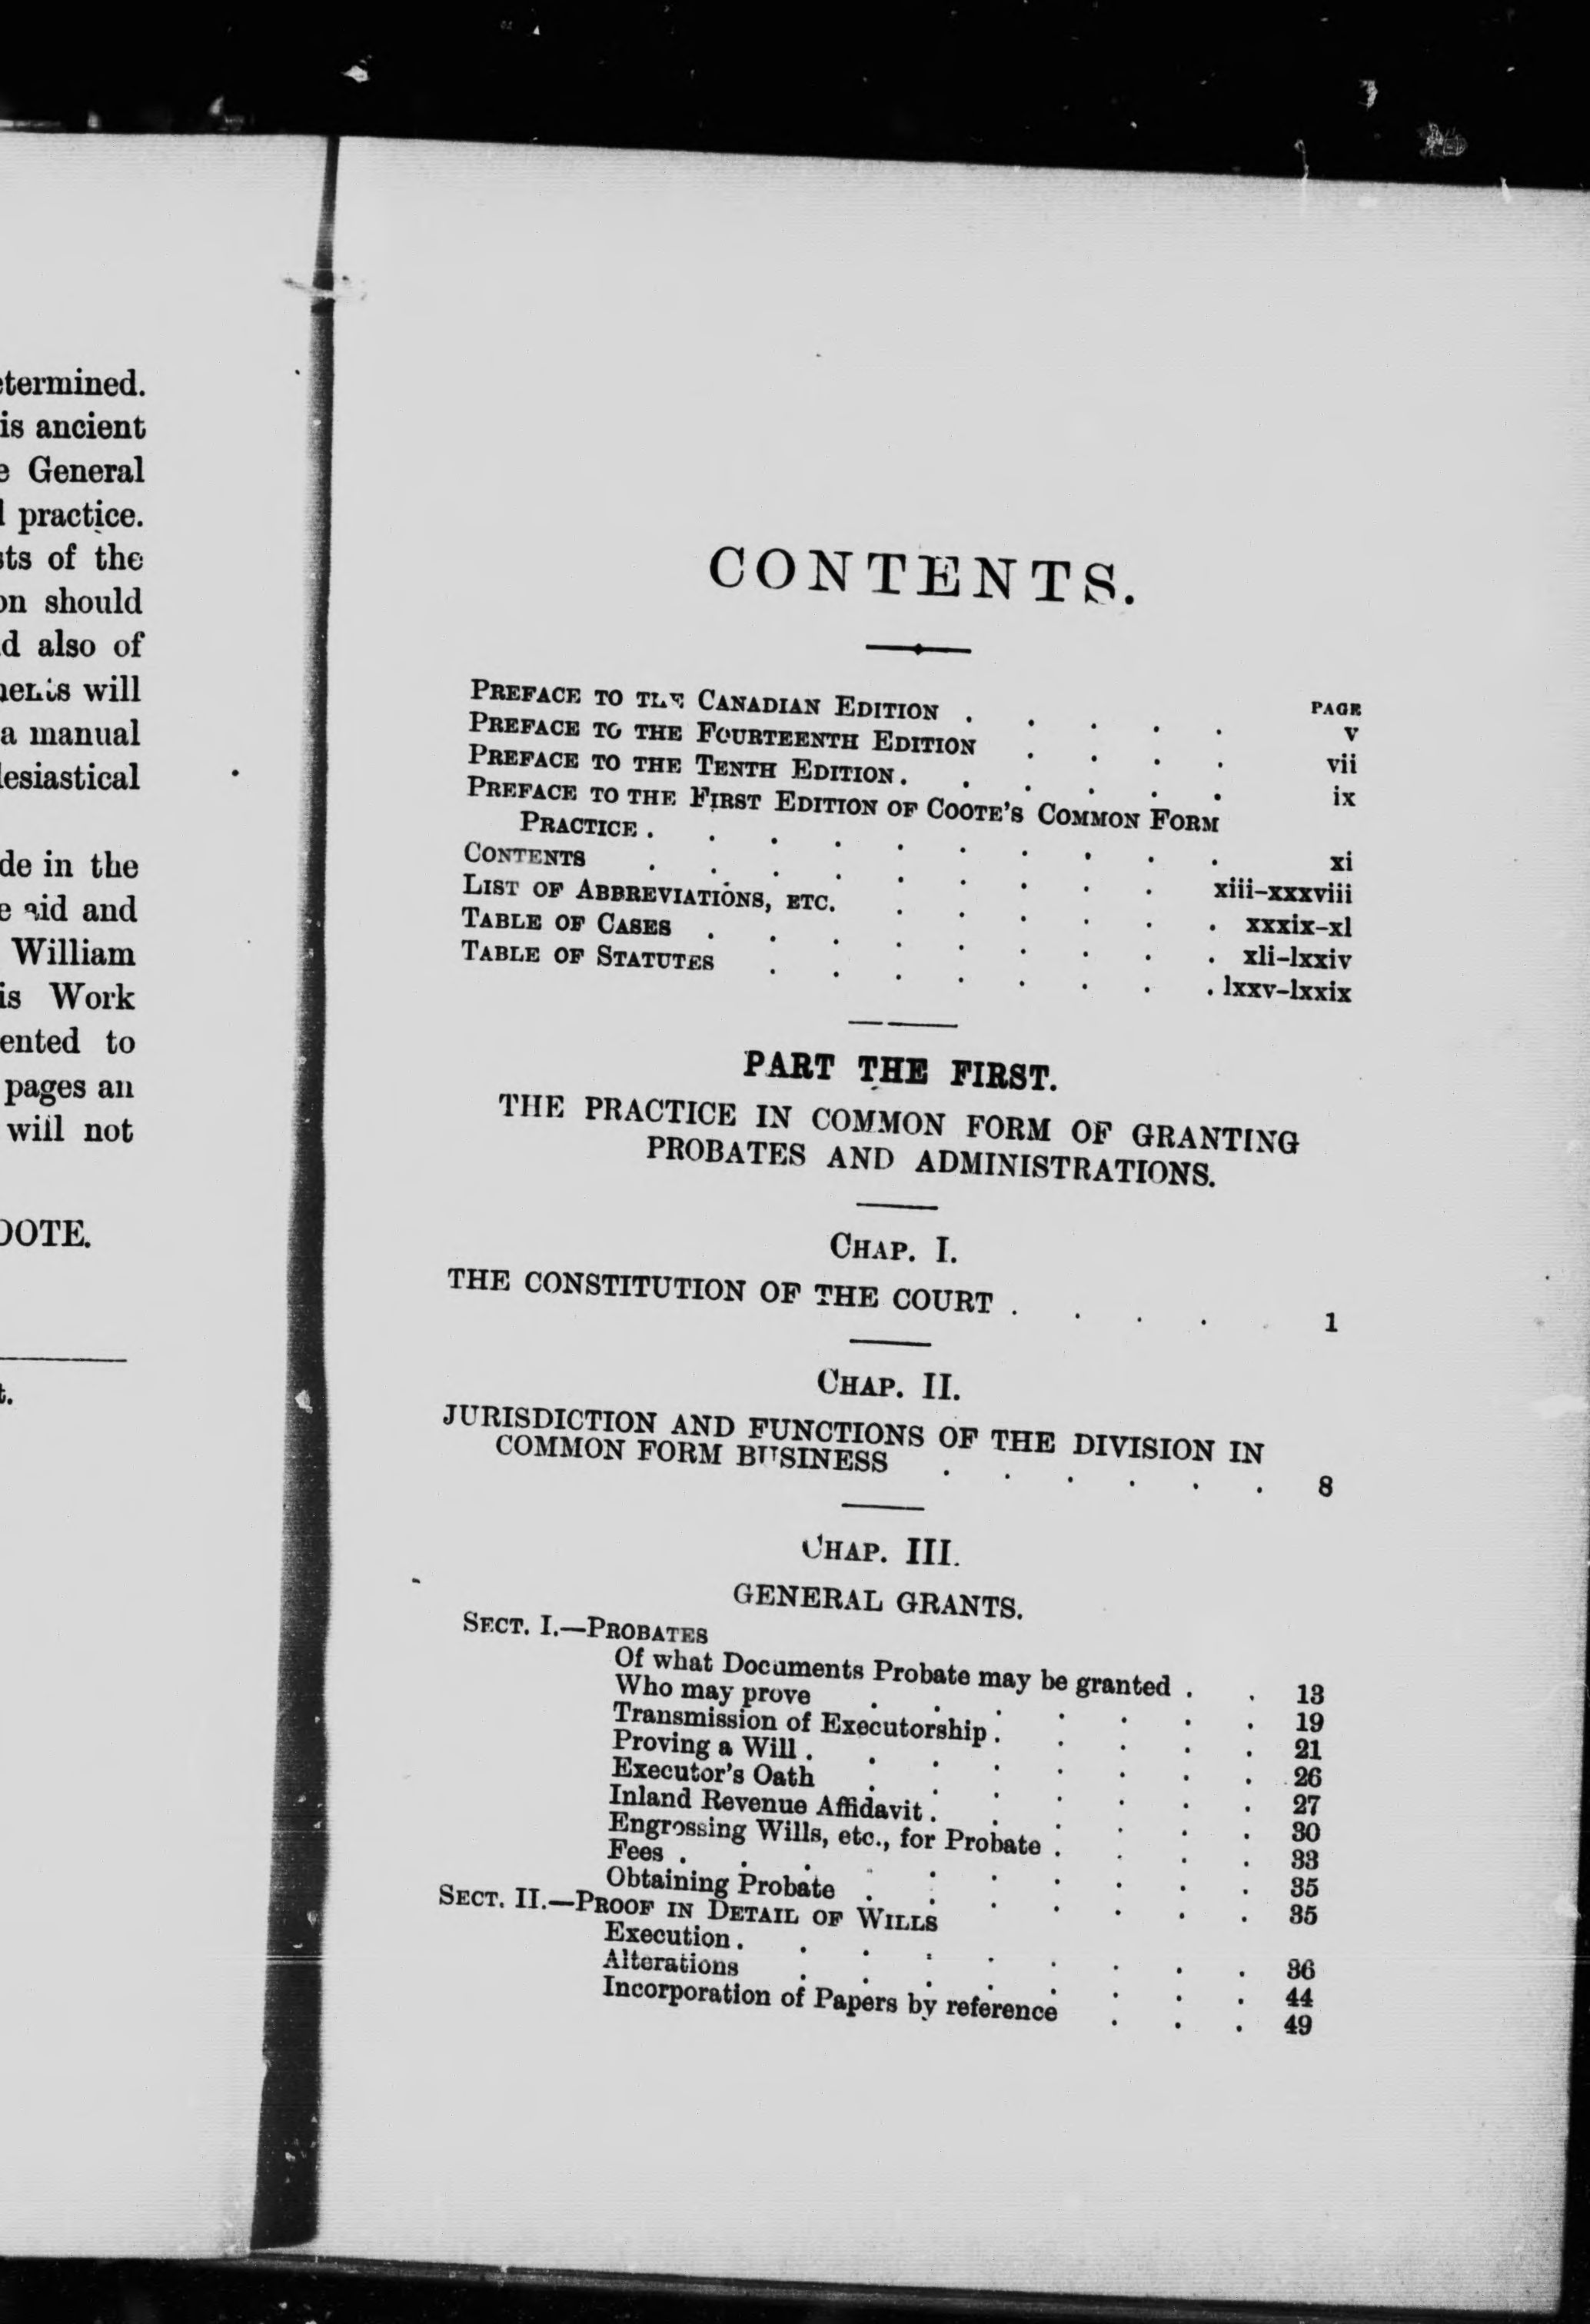 termined.
is ancient
General
practice.
of the
should
also of
will
a manual
de in the
and
William
is Work
to
pages an
will not
t.
CONTENTS.
PAGE
PREFACE TO THE CANADIAN EDITION . . . . . v
PREFACE TO THE FOURTEENTH EDITION . . . . vii
PREFACE TO THE TENTH EDITION . . . . . . ix
PREFACE TO THE FIRST EDITION OF COOTE'S COMMON FORM
PRACTICE . . . . . . . . . . xi
CONTENTS . . . . . . . . . xiii-xxxviii
LIST OF ABBREVIATIONS, ETC. . . . . . . xxxix-xl
TABLE OF CASES . . . . . . . . . xli-lxxiv
TABLE OF STATUTES . . . . . . . . lxxv-lxxix
PART THE FIRST.
THE PRACTICE IN COMMON FORM OF GRANTING
PROBATES AND ADMINISTRATIONS.
CHAP. I.
THE CONSTITUTION OF THE COURT . . . . . 1
CHAP. II.
JURISDICTION AND FUNCTIONS OF THE DIVISION IN
COMMON FORM BUSINESS . . . . . . 8
CHAP. III.
GENERAL GRANTS.
SECT. I.—PROBATES
Of what Documents Probate may be granted . . 13
Who may prove . . . . . . . 19
Transmission of Executorship . . . . . 21
Proving a Will . . . . . . . . 26
Executor's Oath . . . . . . . 27
Inland Revenue Affidavit . . . . . . 30
Engrossing Wills, etc., for Probate . . . . 33
Fees . . . . . . . . . . 35
Obtaining Probate . . . . . . . 35
SECT. II.—PROOF IN DETAIL OF WILLS
Execution . . . . . . . . . 36
Alterations . . . . . . . . 44
Incorporation of Papers by reference . . . 49